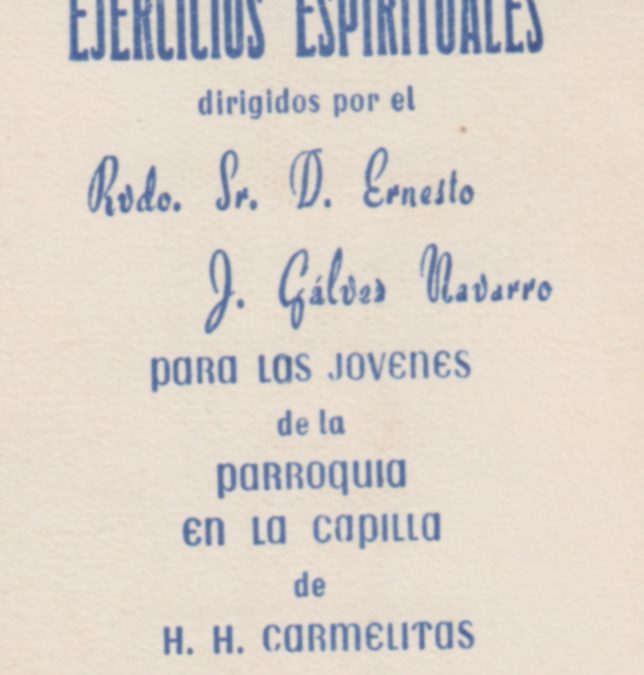 EJERCICIOS ESPIRITUALES
dirigidos por el
Rvdo. Sr. D. Ernesto
J. Gálvez Navarro
para las jovenes
de la
parroquia
en la capilla
de
H. H. Carmelitas